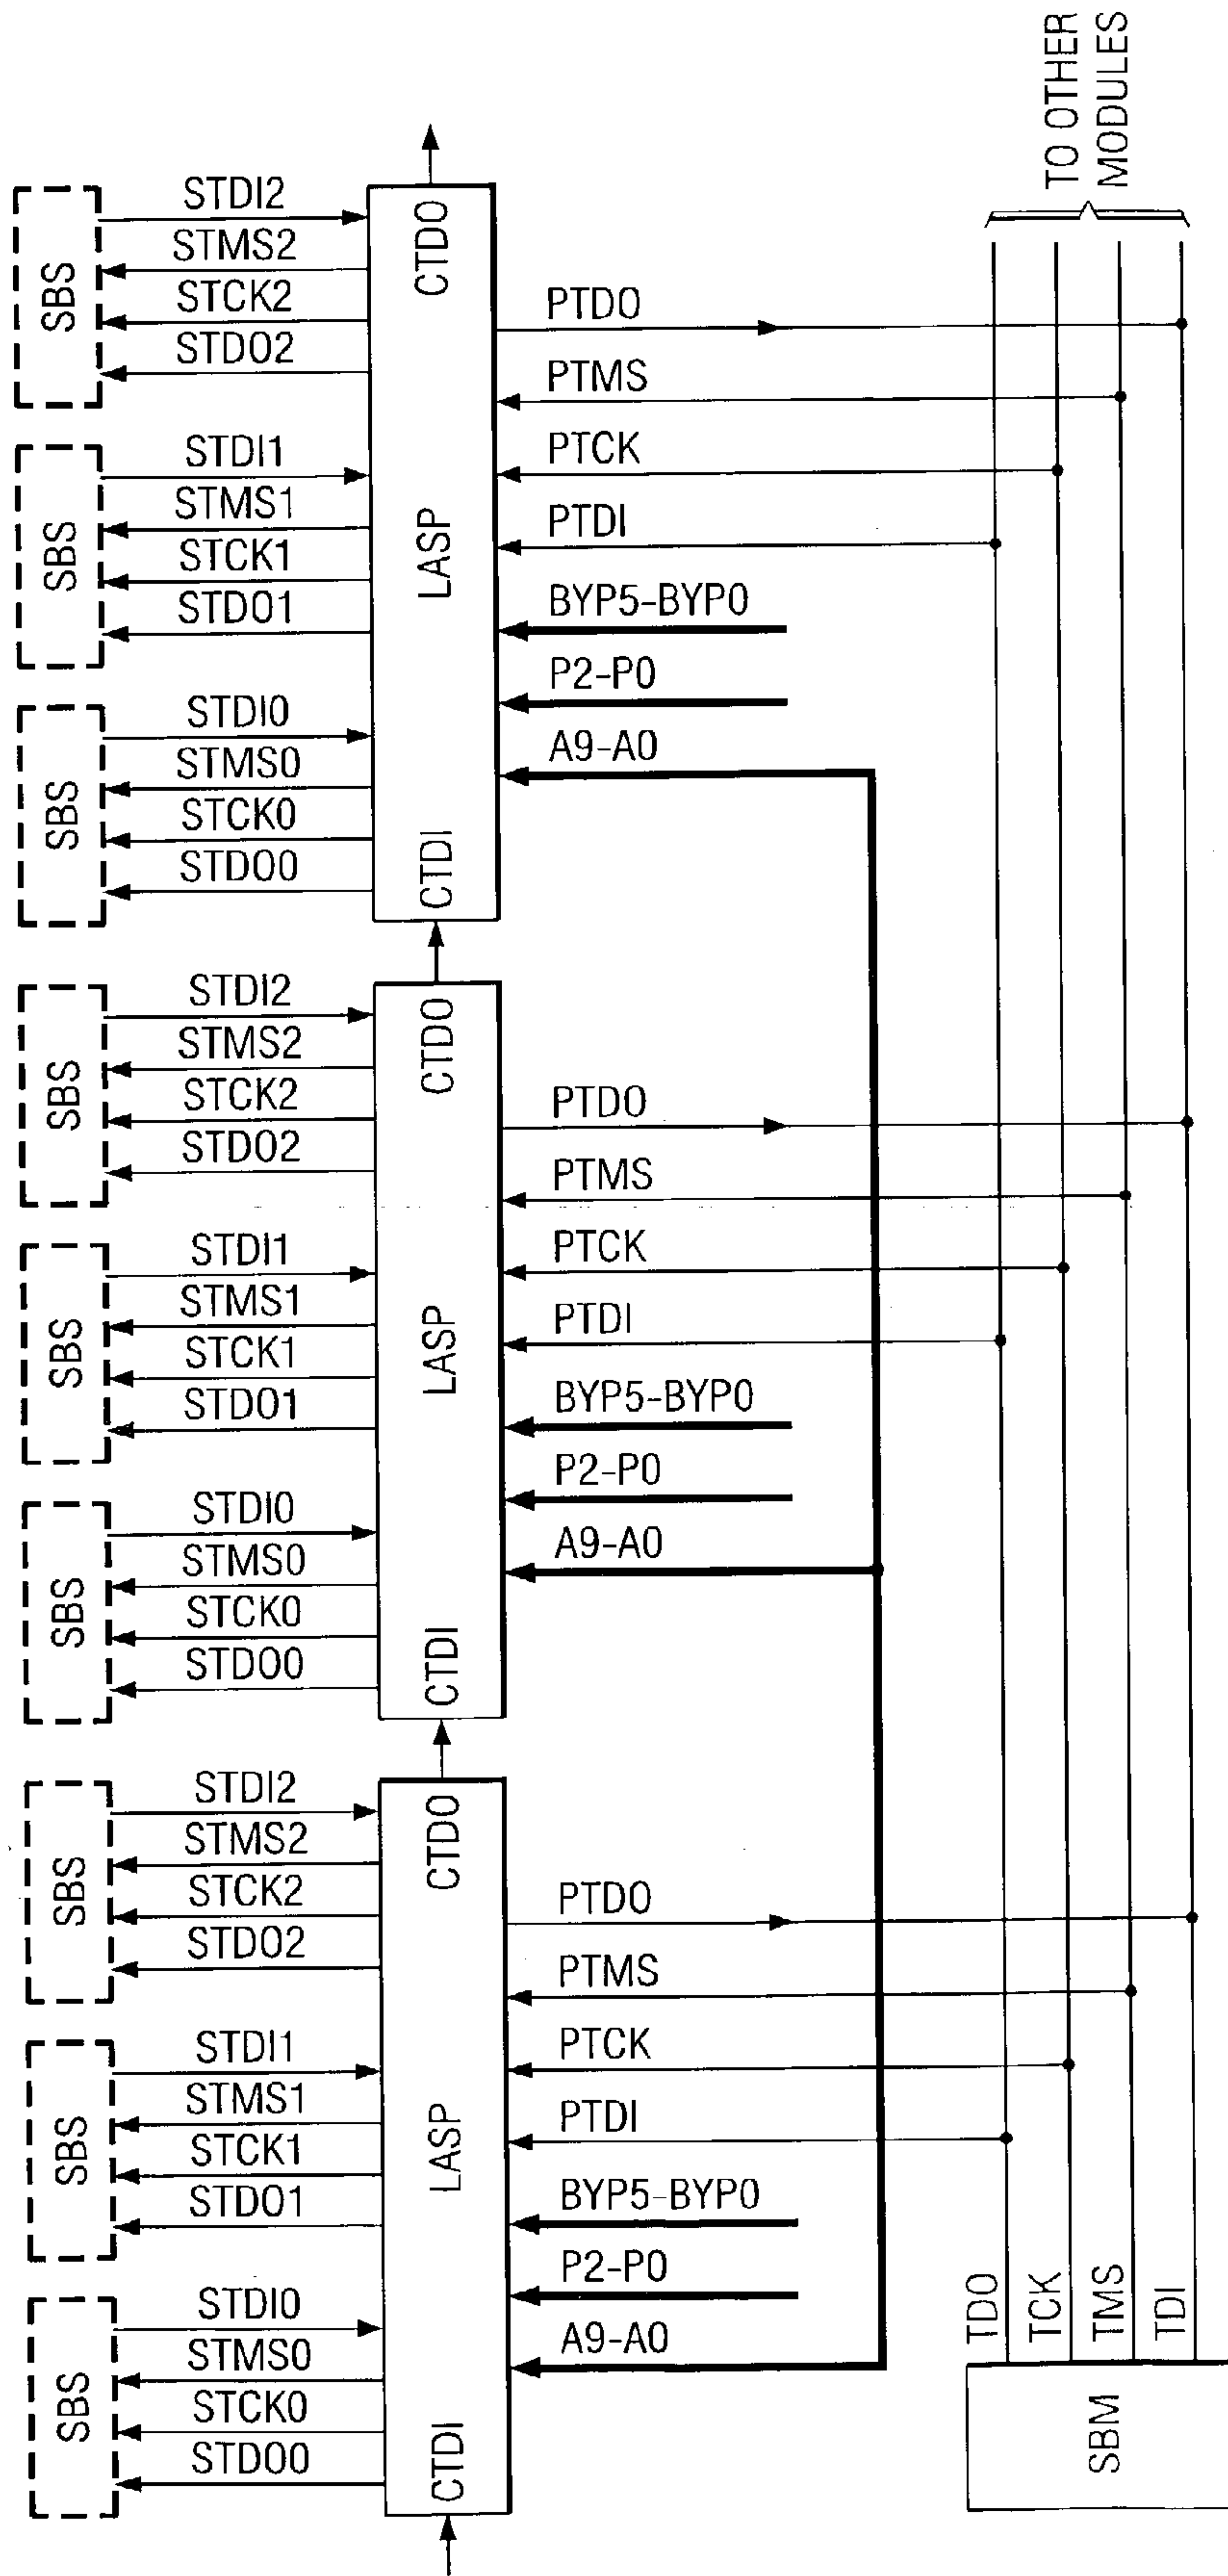 SBS
STDI2
STMS2
STCK2
STDO2
SBS
STDI1
STMS1
STCK1
STDO1
SBS
STDI0
STMS0
STCK0
STDO0
CTDO
LASP
CTDI
PTDO
PTMS
PTCK
PTDI
BYP5-BYP0
P2-P0
A9-A0
TO OTHER
MODULES
SBS
STDI2
STMS2
STCK2
STDO2
SBS
STDI1
STMS1
STCK1
STDO1
SBS
STDI0
STMS0
STCK0
STDO0
CTDO
LASP
CTDI
PTDO
PTMS
PTCK
PTDI
BYP5-BYP0
P2-P0
A9-A0
SBS
STDI2
STMS2
STCK2
STDO2
SBS
STDI1
STMS1
STCK1
STDO1
SBS
STDI0
STMS0
STCK0
STDO0
CTDO
LASP
CTDI
PTDO
PTMS
PTCK
PTDI
BYP5-BYP0
P2-P0
A9-A0
TDO
TCK
TMS
TDI
SBM